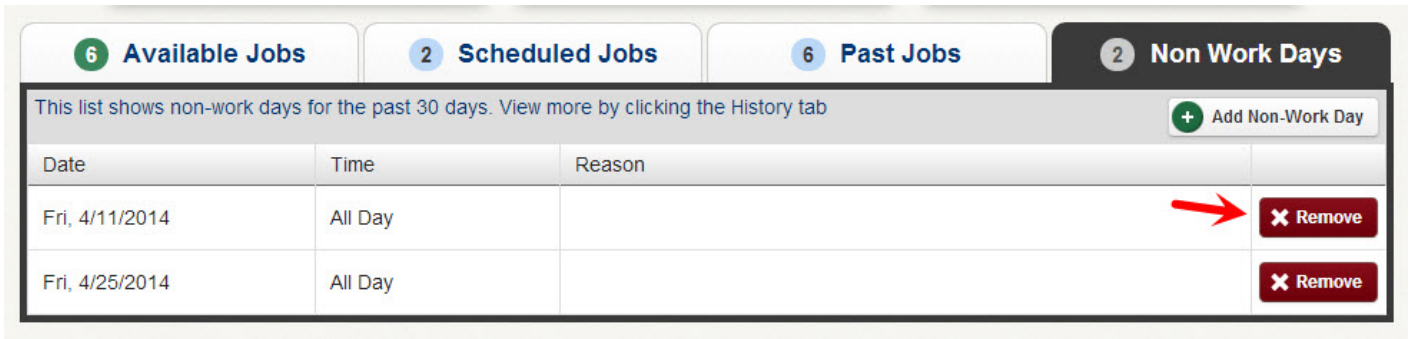 6 Available Jobs 2 Scheduled Jobs 6 Past Jobs 2 Non Work Days
This list shows non-work days for the past 30 days. View more by clicking the History tab + Add Non-Work Day
Date Time Reason
Fri, 4/11/2014 All Day Remove
Fri, 4/25/2014 All Day Remove